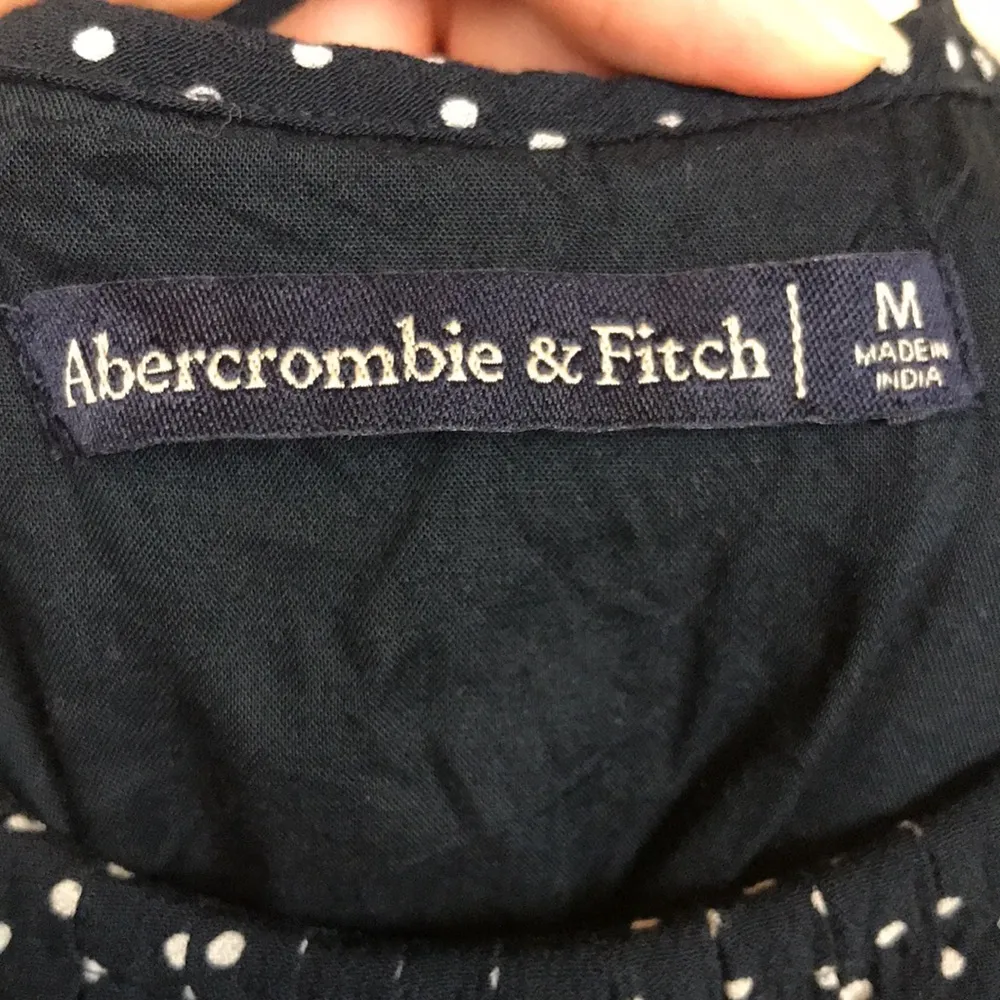 Abercrombie & Fitch
M
MADE IN
INDIA